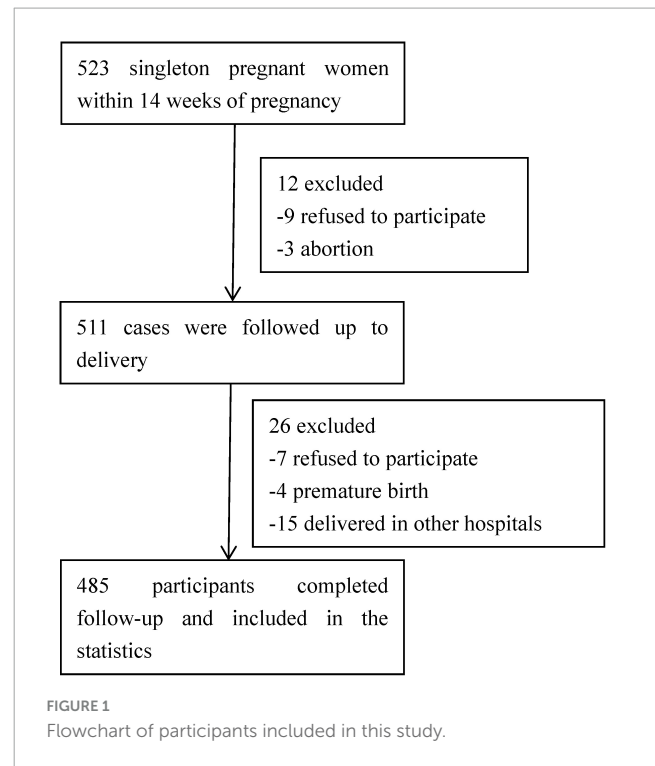 523 singleton pregnant women
within 14 weeks of pregnancy
12 excluded
-9 refused to participate
-3 abortion
511 cases were followed up to
delivery
26 excluded
-7 refused to participate
-4 premature birth
-15 delivered in other hospitals
485 participants completed
follow-up and included in the
statistics
FIGURE 1
Flowchart of participants included in this study.